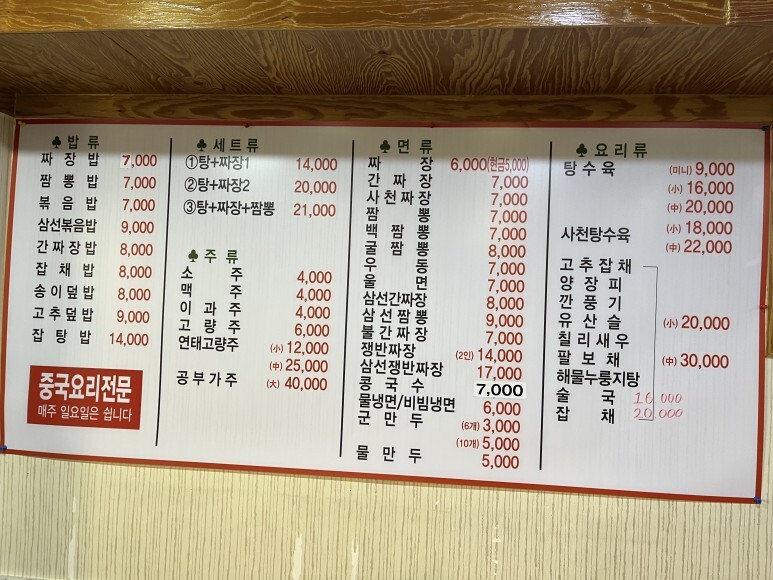 ♣ 밥 류
짜 장 밥 7,000
짬 뽕 밥 7,000
볶 음 밥 7,000
삼선볶음밥 9,000
간 짜 장 밥 8,000
잡 채 밥 8,000
송 이 덮 밥 8,000
고 추 덮 밥 9,000
잡 탕 밥 14,000
중국요리전문
매주 일요일은 쉽니다
♣ 세 트 류
①탕+짜장1 14,000
②탕+짜장2 20,000
③탕+짜장+짬뽕 21,000
♣ 주 류
소 주 4,000
맥 주 4,000
이 과 주 4,000
고 량 주 6,000
연태고량주 (小) 12,000
(中) 25,000
공 부 가 주 (大) 40,000
♣ 면 류
짜 장 6,000(현금5,000)
간 짜 장 7,000
사 천 짜 장 7,000
짬 뽕 7,000
백 짬 뽕 7,000
굴 짬 뽕 8,000
우 동 7,000
울 면 7,000
삼선간짜장 8,000
삼 선 짬 뽕 9,000
불 간 짜 장 7,000
쟁반짜장 (2인) 14,000
삼선쟁반짜장 17,000
콩 국 수 7,000
물냉면/비빔냉면 6,000
군 만 두 (6개) 3,000
(10개) 5,000
물 만 두 5,000
♣ 요 리 류
탕 수 육 (미니) 9,000
(小) 16,000
(中) 20,000
사천탕수육 (小) 18,000
(中) 22,000
고 추 잡 채
양 장 피
깐 풍 기
유 산 슬 (小) 20,000
칠 리 새 우
팔 보 채 (中) 30,000
해물누룽지탕
술 국 16,000
잡 채 20,000